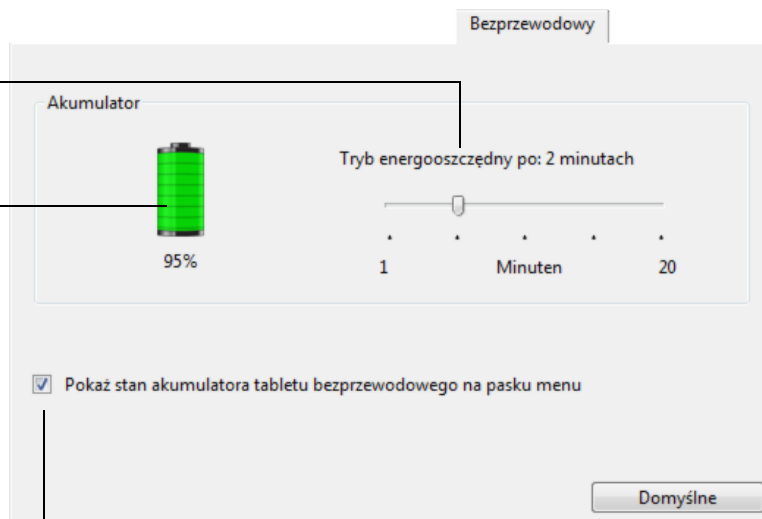 Bezprzewodowy
Akumulator
Tryb energooszczędny po: 2 minutach
95%
1 Minuten 20
Pokaż stan akumulatora tabletu bezprzewodowego na pasku menu
Domyślne